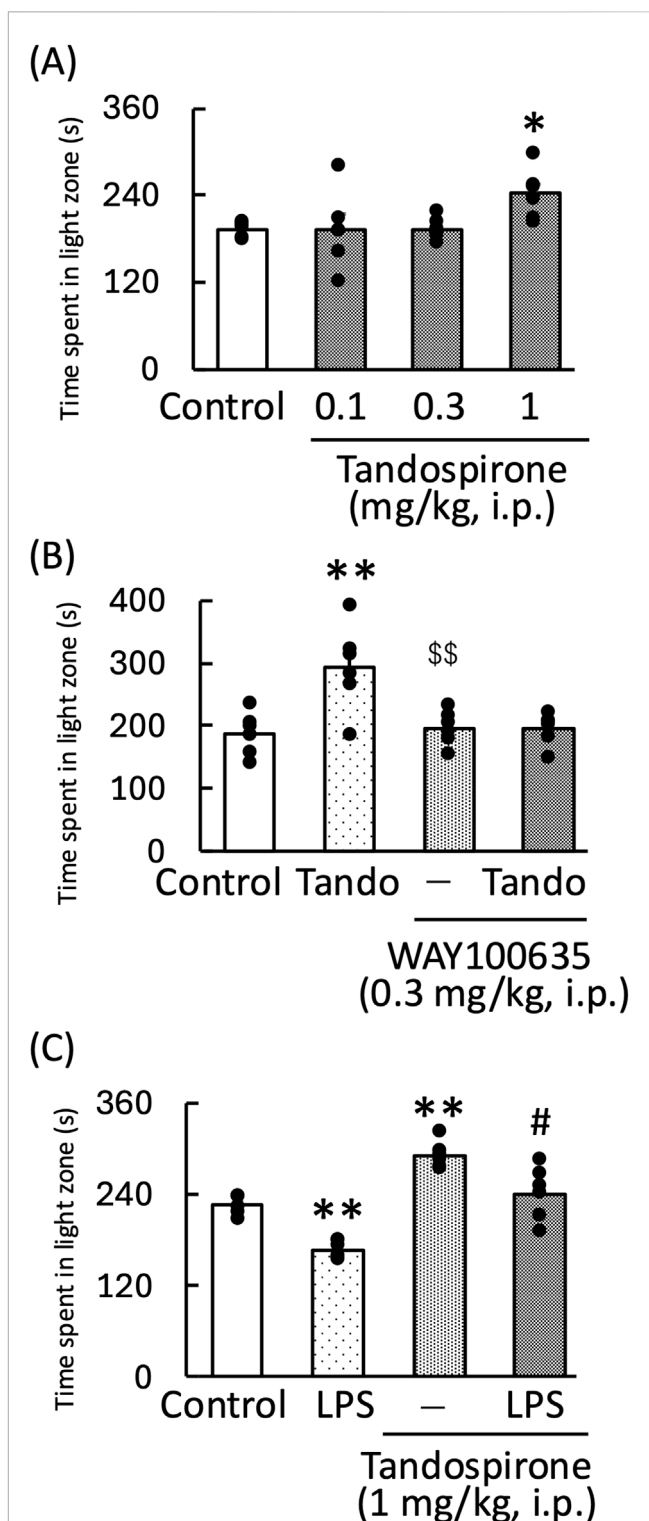 (A)
Time spent in light zone (s)
360
240
120
0
*
Control 0.1 0.3 1
Tandospirone
(mg/kg, i.p.)
(B)
Time spent in light zone (s)
400
300
200
100
0
**
$$
Control Tando – Tando
WAY100635
(0.3 mg/kg, i.p.)
(C)
Time spent in light zone (s)
360
240
120
0
**
**
#
Control LPS – LPS
Tandospirone
(1 mg/kg, i.p.)